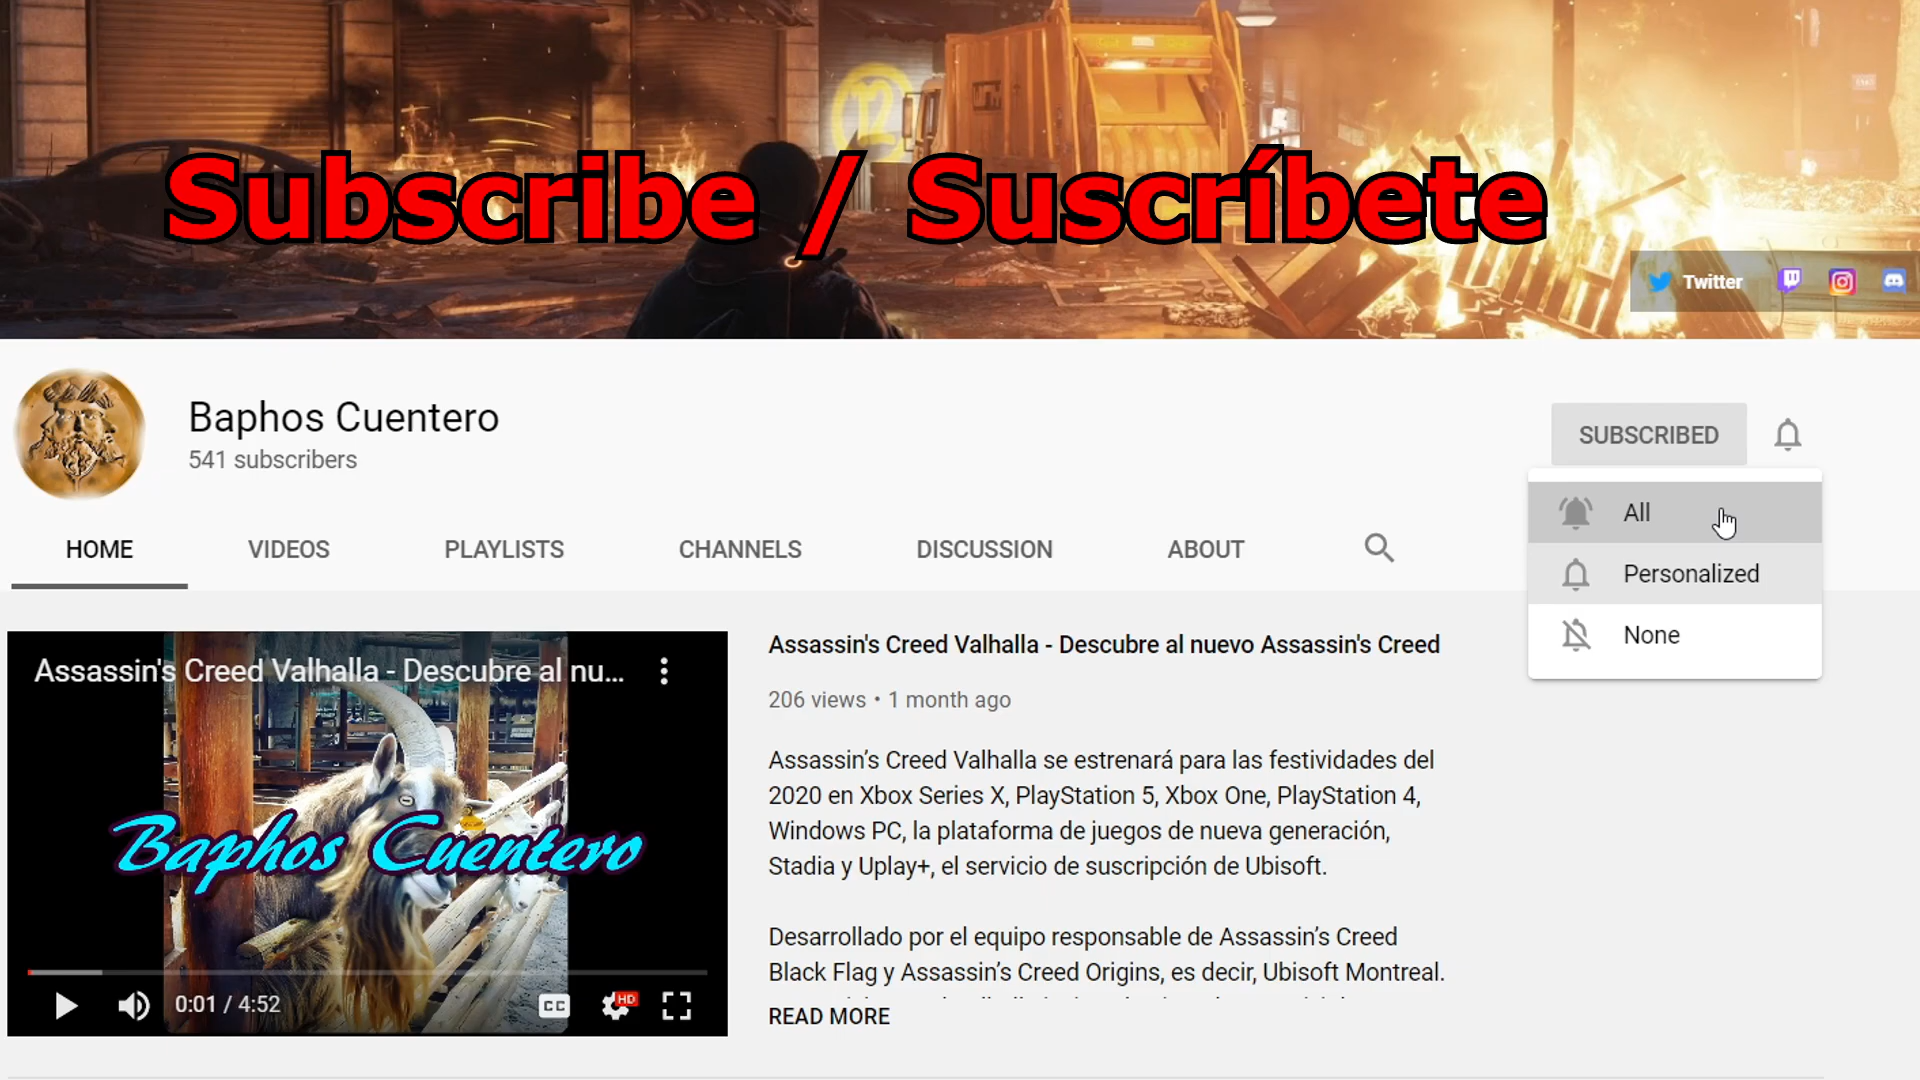 Subscribe / Suscríbete
Twitter
Baphos Cuentero
541 subscribers
SUBSCRIBED
All
Personalized
None
HOME VIDEOS PLAYLISTS CHANNELS DISCUSSION ABOUT
Assassin's Creed Valhalla - Descubre al nu...
Baphos Cuentero
0:01 / 4:52
CC
HD
Assassin's Creed Valhalla - Descubre al nuevo Assassin's Creed
206 views • 1 month ago
Assassin’s Creed Valhalla se estrenará para las festividades del
2020 en Xbox Series X, PlayStation 5, Xbox One, PlayStation 4,
Windows PC, la plataforma de juegos de nueva generación,
Stadia y Uplay+, el servicio de suscripción de Ubisoft.
Desarrollado por el equipo responsable de Assassin’s Creed
Black Flag y Assassin’s Creed Origins, es decir, Ubisoft Montreal.
READ MORE